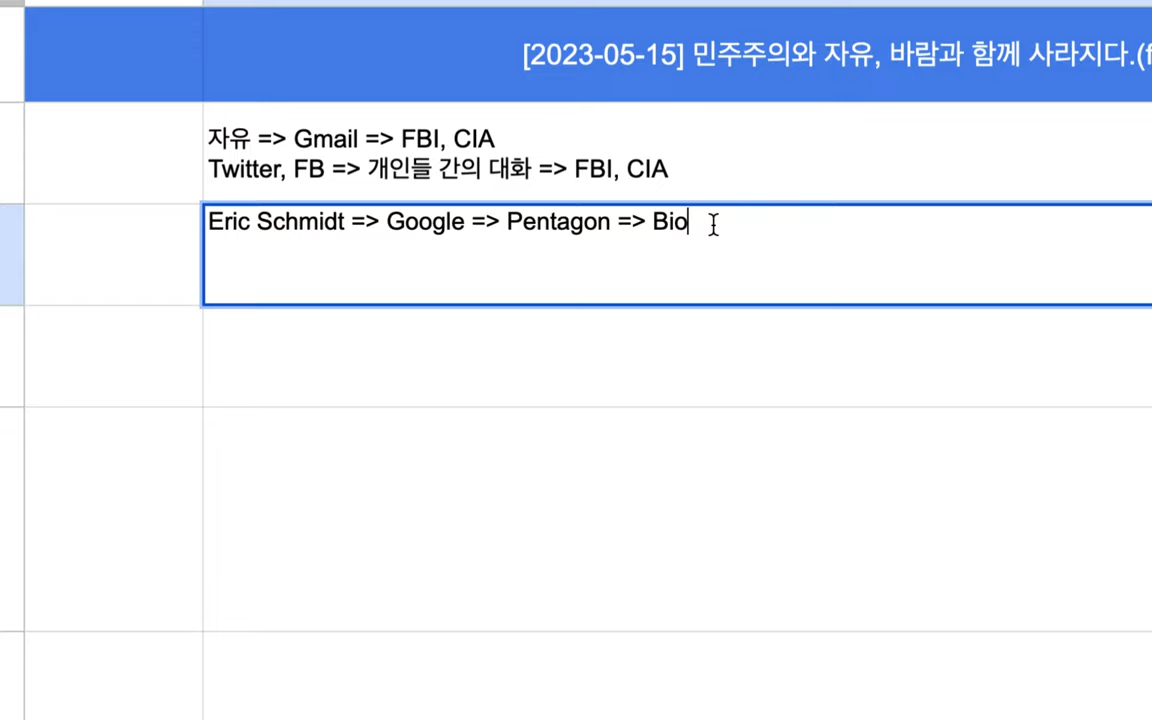 [2023-05-15] 민주주의와 자유, 바람과 함께 사라지다.(f
자유 => Gmail => FBI, CIA
Twitter, FB => 개인들 간의 대화 => FBI, CIA
Eric Schmidt => Google => Pentagon => Bio